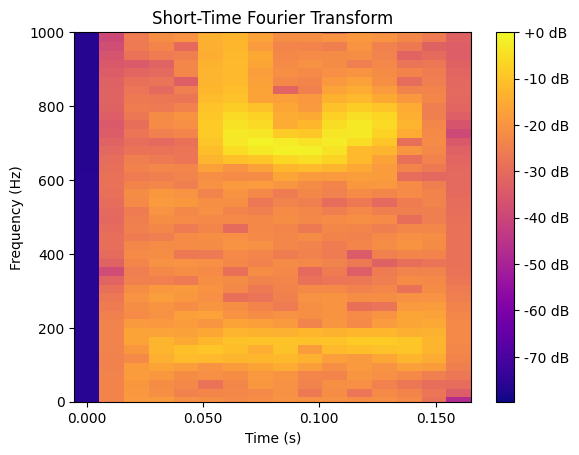 Short-Time Fourier Transform
Frequency (Hz)
1000
800
600
400
200
0
0.000
0.050
0.100
0.150
Time (s)
+0 dB
-10 dB
-20 dB
-30 dB
-40 dB
-50 dB
-60 dB
-70 dB